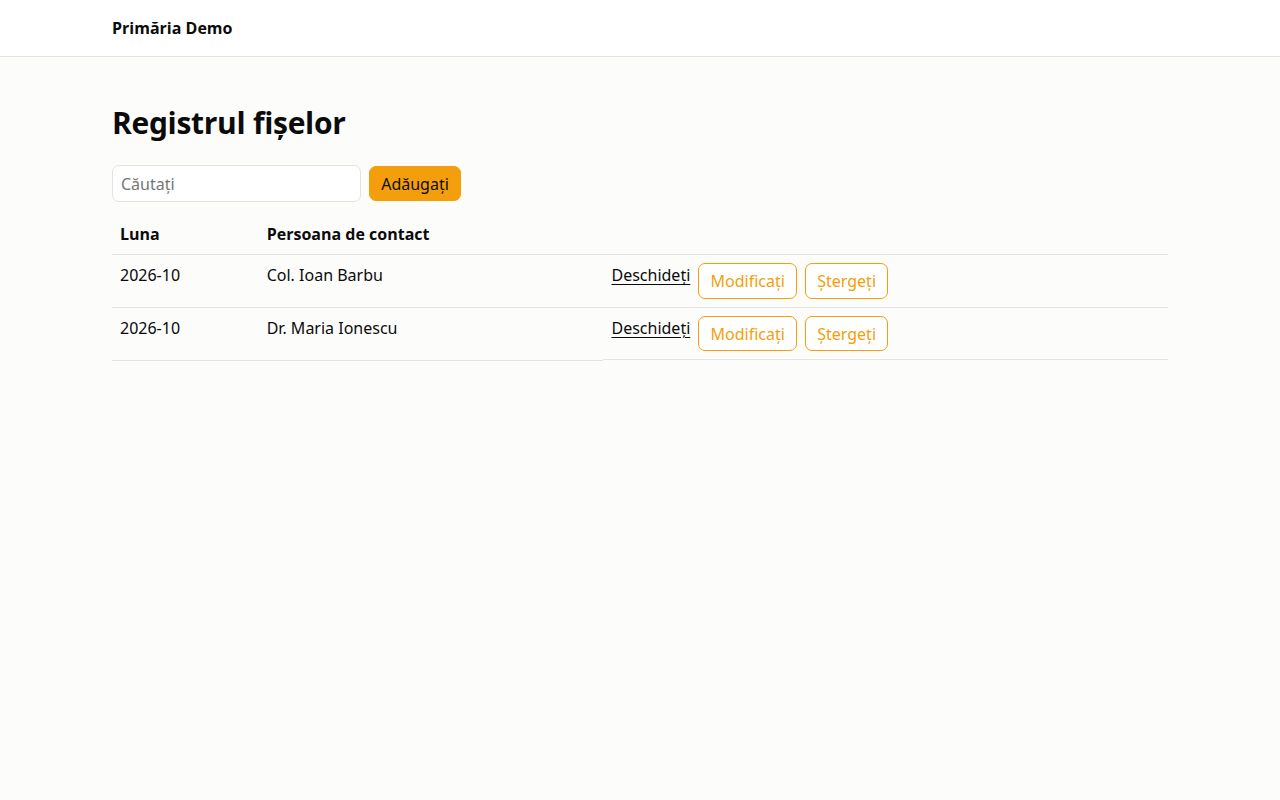 Primăria Demo
Registrul fișelor
Căutați
Adăugați
Luna Persoana de contact
2026-10 Col. Ioan Barbu Deschideți Modificați Ștergeți
2026-10 Dr. Maria Ionescu Deschideți Modificați Ștergeți